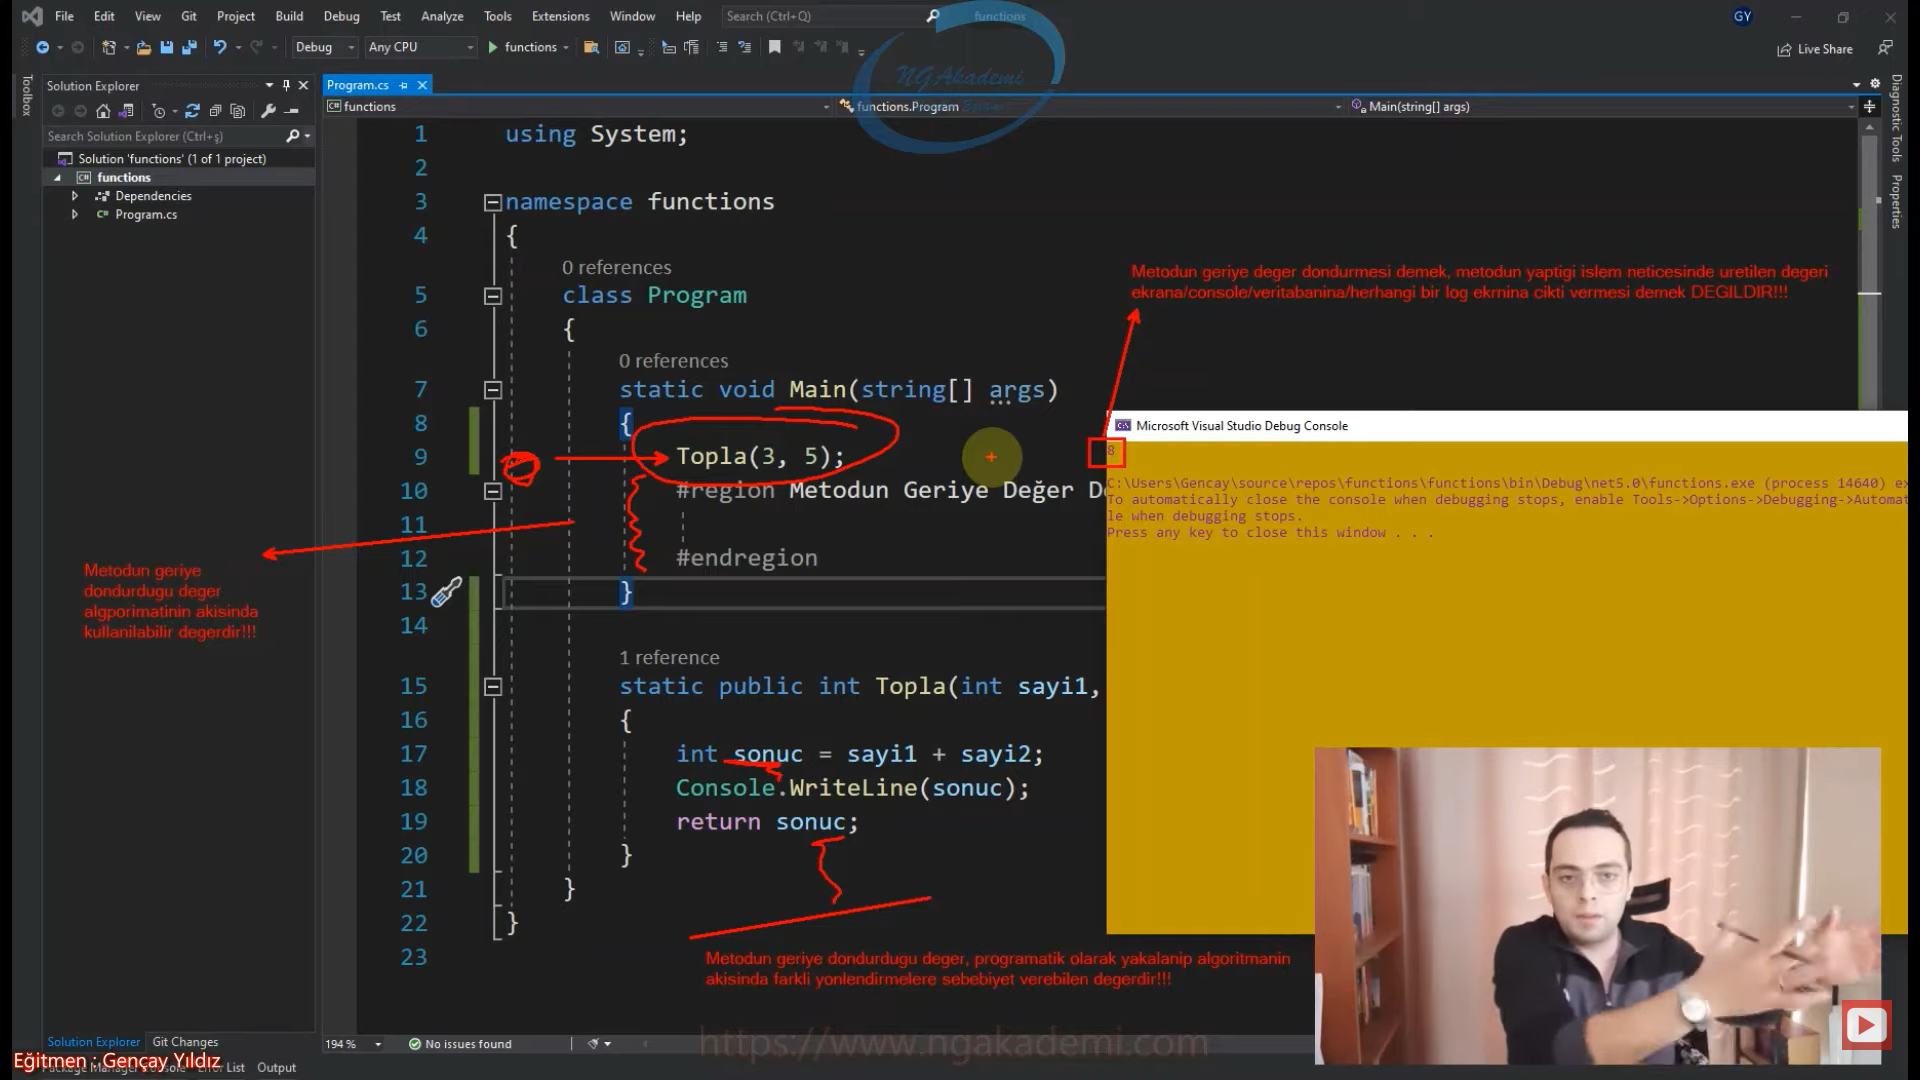 File Edit View Git Project Build Debug Test Analyze Tools Extensions Window Help Search (Ctrl+Q) functions GY
Debug Any CPU functions Live Share
Toolbox
Solution Explorer
Search Solution Explorer (Ctrl+ş)
Solution 'functions' (1 of 1 project)
functions
Dependencies
Program.cs
Program.cs
functions functions.Program Main(string[] args)
NGAkademi
1 using System;
2
3 namespace functions
4 {
0 references
5 class Program
6 {
0 references
7 static void Main(string[] args)
8 {
9 Topla(3, 5);
10 #region Metodun Geriye Değer D
11
12 #endregion
13 }
14
1 reference
15 static public int Topla(int sayi1,
16 {
17 int sonuc = sayi1 + sayi2;
18 Console.WriteLine(sonuc);
19 return sonuc;
20 }
21 }
22 }
23
Metodun geriye deger dondurmesi demek, metodun yaptigi islem neticesinde uretilen degeri
ekrana/console/veritabanina/herhangi bir log ekrnina cikti vermesi demek DEGILDIR!!!
Metodun geriye
dondurdugu deger
algporimatinin akisinda
kullanilabilir degerdir!!!
Metodun geriye dondurdugu deger, programatik olarak yakalanip algoritmanin
akisinda farkli yonlendirmelere sebebiyet verebilen degerdir!!!
Microsoft Visual Studio Debug Console
8
C:\Users\Gencay\source\repos\functions\functions\bin\Debug\net5.0\functions.exe (process 14640) e
To automatically close the console when debugging stops, enable Tools->Options->Debugging->Automa
le when debugging stops.
Press any key to close this window . . .
Diagnostic Tools
Properties
Solution Explorer Git Changes
194 % No issues found
https://www.ngakademi.com
Eğitmen : Gençay Yıldız
Output